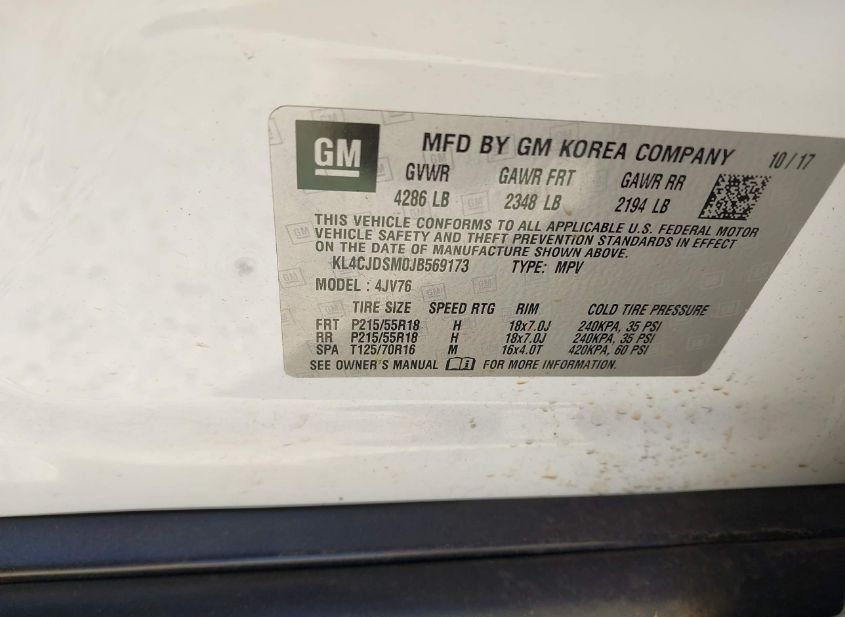 GM
MFD BY GM KOREA COMPANY 10 / 17
GVWR GAWR FRT GAWR RR
4286 LB 2348 LB 2194 LB
THIS VEHICLE CONFORMS TO ALL APPLICABLE U.S. FEDERAL MOTOR
VEHICLE SAFETY AND THEFT PREVENTION STANDARDS IN EFFECT
ON THE DATE OF MANUFACTURE SHOWN ABOVE.
KL4CJDSM0JB569173 TYPE: MPV
MODEL : 4JV76
TIRE SIZE SPEED RTG RIM COLD TIRE PRESSURE
FRT P215/55R18 H 18x7.0J 240KPA, 35 PSI
RR P215/55R18 H 18x7.0J 240KPA, 35 PSI
SPA T125/70R16 M 16x4.0T 420KPA, 60 PSI
SEE OWNER'S MANUAL FOR MORE INFORMATION.